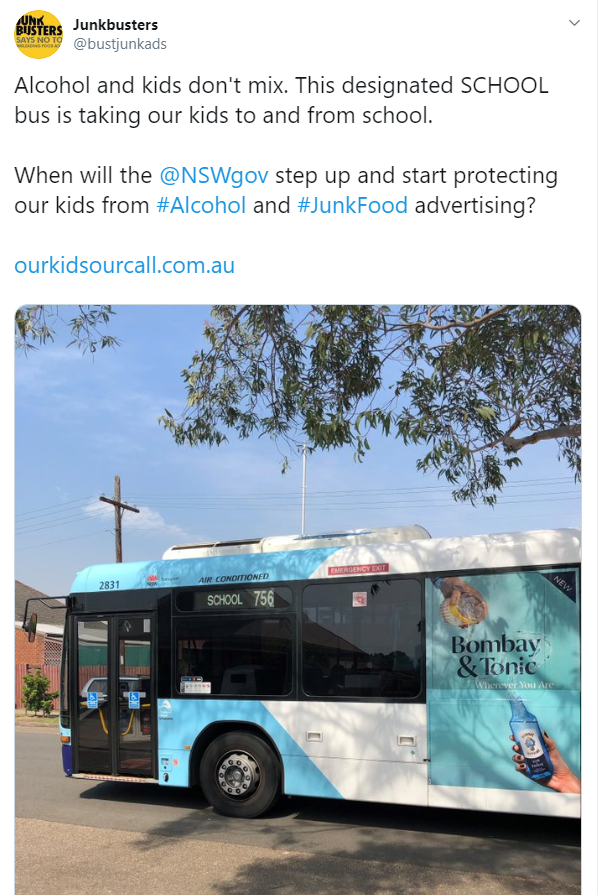 JUNK
BUSTERS
SAYS NO TO
Junkbusters
@bustjunkads
Alcohol and kids don't mix. This designated SCHOOL
bus is taking our kids to and from school.
When will the @NSWgov step up and start protecting
our kids from #Alcohol and #JunkFood advertising?
ourkidsourcall.com.au
2831
AIR CONDITIONED
EMERGENCY EXIT
SCHOOL 756
NEW
Bombay
& Tonic
Wherever You Are